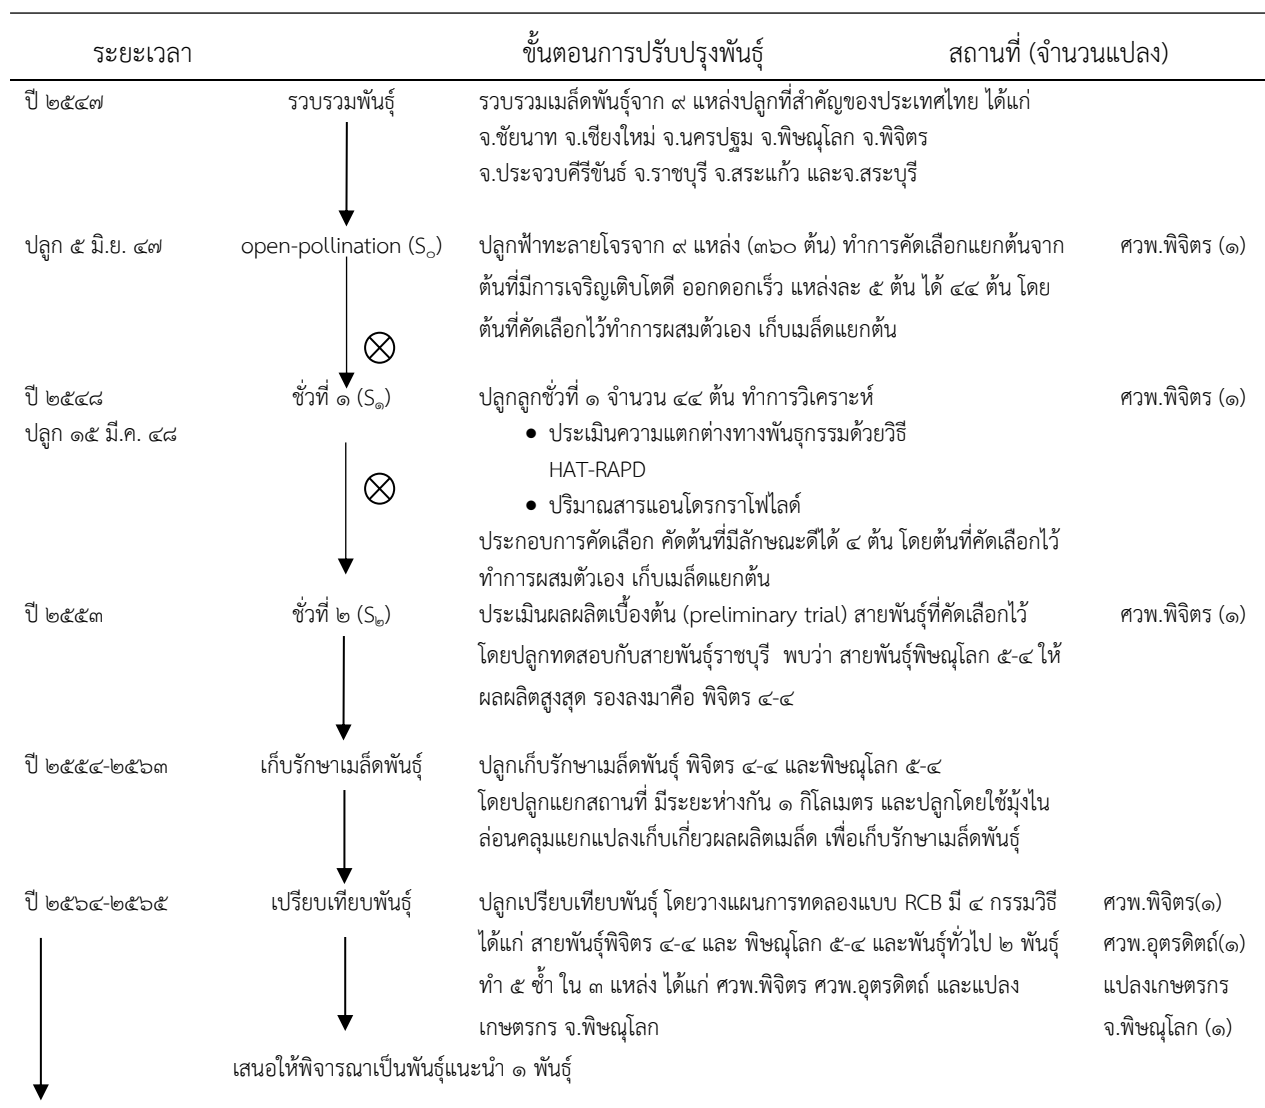 ระยะเวลา ขั้นตอนการปรับปรุงพันธุ์ สถานที่ (จำนวนแปลง)
ปี ๒๕๔๗ รวบรวมพันธุ์ รวบรวมเมล็ดพันธุ์จาก ๙ แหล่งปลูกที่สำคัญของประเทศไทย ได้แก่
จ.ชัยนาท จ.เชียงใหม่ จ.นครปฐม จ.พิษณุโลก จ.พิจิตร
จ.ประจวบคีรีขันธ์ จ.ราชบุรี จ.สระแก้ว และจ.สระบุรี
ปลูก ๕ มิ.ย. ๔๗ open-pollination (S๐) ปลูกฟ้าทะลายโจรจาก ๙ แหล่ง (๓๖๐ ต้น) ทำการคัดเลือกแยกต้นจาก ศวพ.พิจิตร (๑)
ต้นที่มีการเจริญเติบโตดี ออกดอกเร็ว แหล่งละ ๕ ต้น ได้ ๔๔ ต้น โดย
ต้นที่คัดเลือกไว้ทำการผสมตัวเอง เก็บเมล็ดแยกต้น
ปี ๒๕๔๘ ชั่วที่ ๑ (S๑) ปลูกลูกชั่วที่ ๑ จำนวน ๔๔ ต้น ทำการวิเคราะห์ ศวพ.พิจิตร (๑)
ปลูก ๑๕ มี.ค. ๔๘ • ประเมินความแตกต่างทางพันธุกรรมด้วยวิธี
HAT-RAPD
• ปริมาณสารแอนโดรกราโฟไลด์
ประกอบการคัดเลือก คัดต้นที่มีลักษณะดีได้ ๔ ต้น โดยต้นที่คัดเลือกไว้
ทำการผสมตัวเอง เก็บเมล็ดแยกต้น
ปี ๒๕๕๓ ชั่วที่ ๒ (S๒) ประเมินผลผลิตเบื้องต้น (preliminary trial) สายพันธุ์ที่คัดเลือกไว้ ศวพ.พิจิตร (๑)
โดยปลูกทดสอบกับสายพันธุ์ราชบุรี พบว่า สายพันธุ์พิษณุโลก ๕-๔ ให้
ผลผลิตสูงสุด รองลงมาคือ พิจิตร ๔-๔
ปี ๒๕๕๔-๒๕๖๓ เก็บรักษาเมล็ดพันธุ์ ปลูกเก็บรักษาเมล็ดพันธุ์ พิจิตร ๔-๔ และพิษณุโลก ๕-๔
โดยปลูกแยกสถานที่ มีระยะห่างกัน ๑ กิโลเมตร และปลูกโดยใช้มุ้งไน
ล่อนคลุมแยกแปลงเก็บเกี่ยวผลผลิตเมล็ด เพื่อเก็บรักษาเมล็ดพันธุ์
ปี ๒๕๖๔-๒๕๖๕ เปรียบเทียบพันธุ์ ปลูกเปรียบเทียบพันธุ์ โดยวางแผนการทดลองแบบ RCB มี ๔ กรรมวิธี ศวพ.พิจิตร(๑)
ได้แก่ สายพันธุ์พิจิตร ๔-๔ และ พิษณุโลก ๕-๔ และพันธุ์ทั่วไป ๒ พันธุ์ ศวพ.อุตรดิตถ์(๑)
ทำ ๕ ซ้ำ ใน ๓ แหล่ง ได้แก่ ศวพ.พิจิตร ศวพ.อุตรดิตถ์ และแปลง แปลงเกษตรกร
เกษตรกร จ.พิษณุโลก จ.พิษณุโลก (๑)
เสนอให้พิจารณาเป็นพันธุ์แนะนำ ๑ พันธุ์